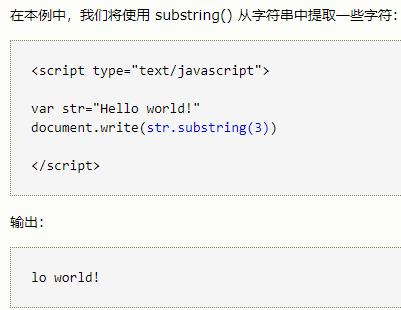 在本例中，我们将使用 substring() 从字符串中提取一些字符：
<script type="text/javascript">
var str="Hello world!"
document.write(str.substring(3))
</script>
输出：
lo world!